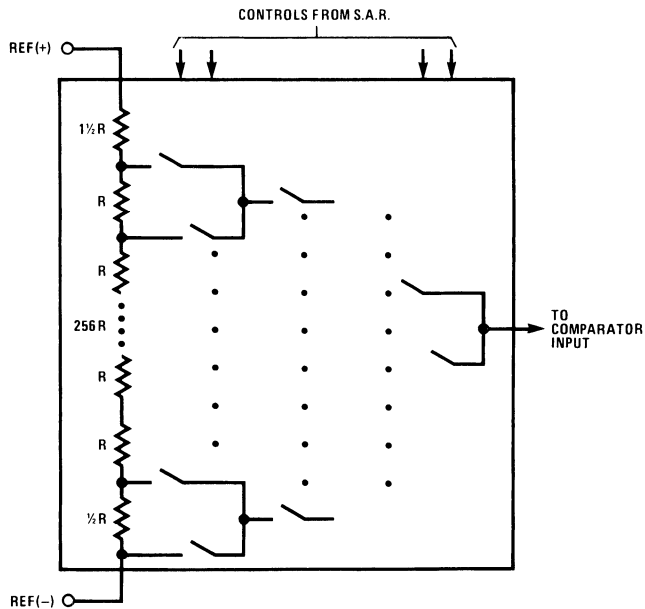 CONTROLS FROM S.A.R.
REF(+)
1½R
R
R
256R
R
R
½R
TO
COMPARATOR
INPUT
REF(−)